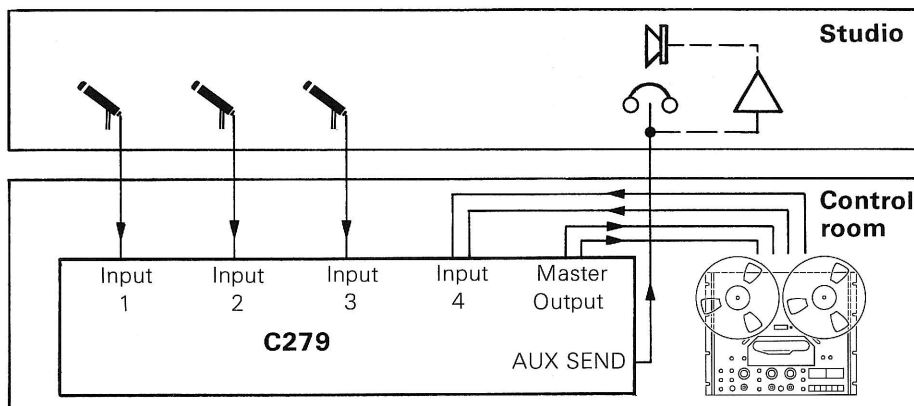 Studio
Control
room
Input
1
Input
2
Input
3
Input
4
Master
Output
C279
AUX SEND